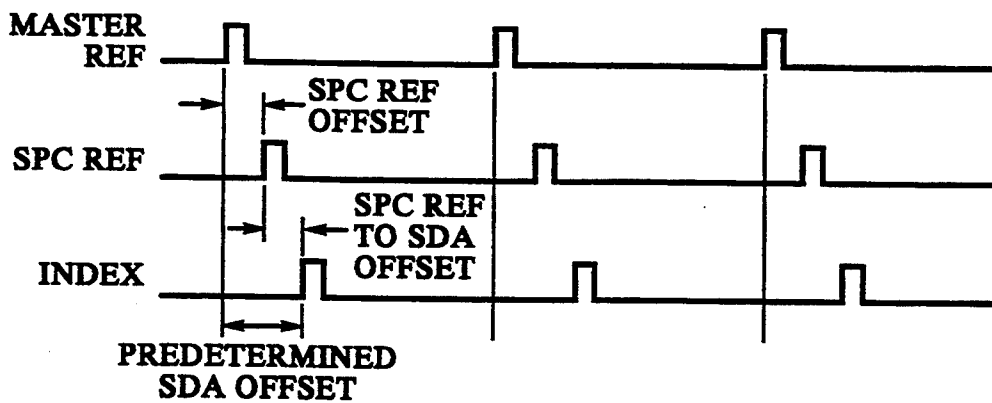 MASTER
REF
SPC REF
OFFSET
SPC REF
SPC REF
TO SDA
OFFSET
INDEX
PREDETERMINED
SDA OFFSET